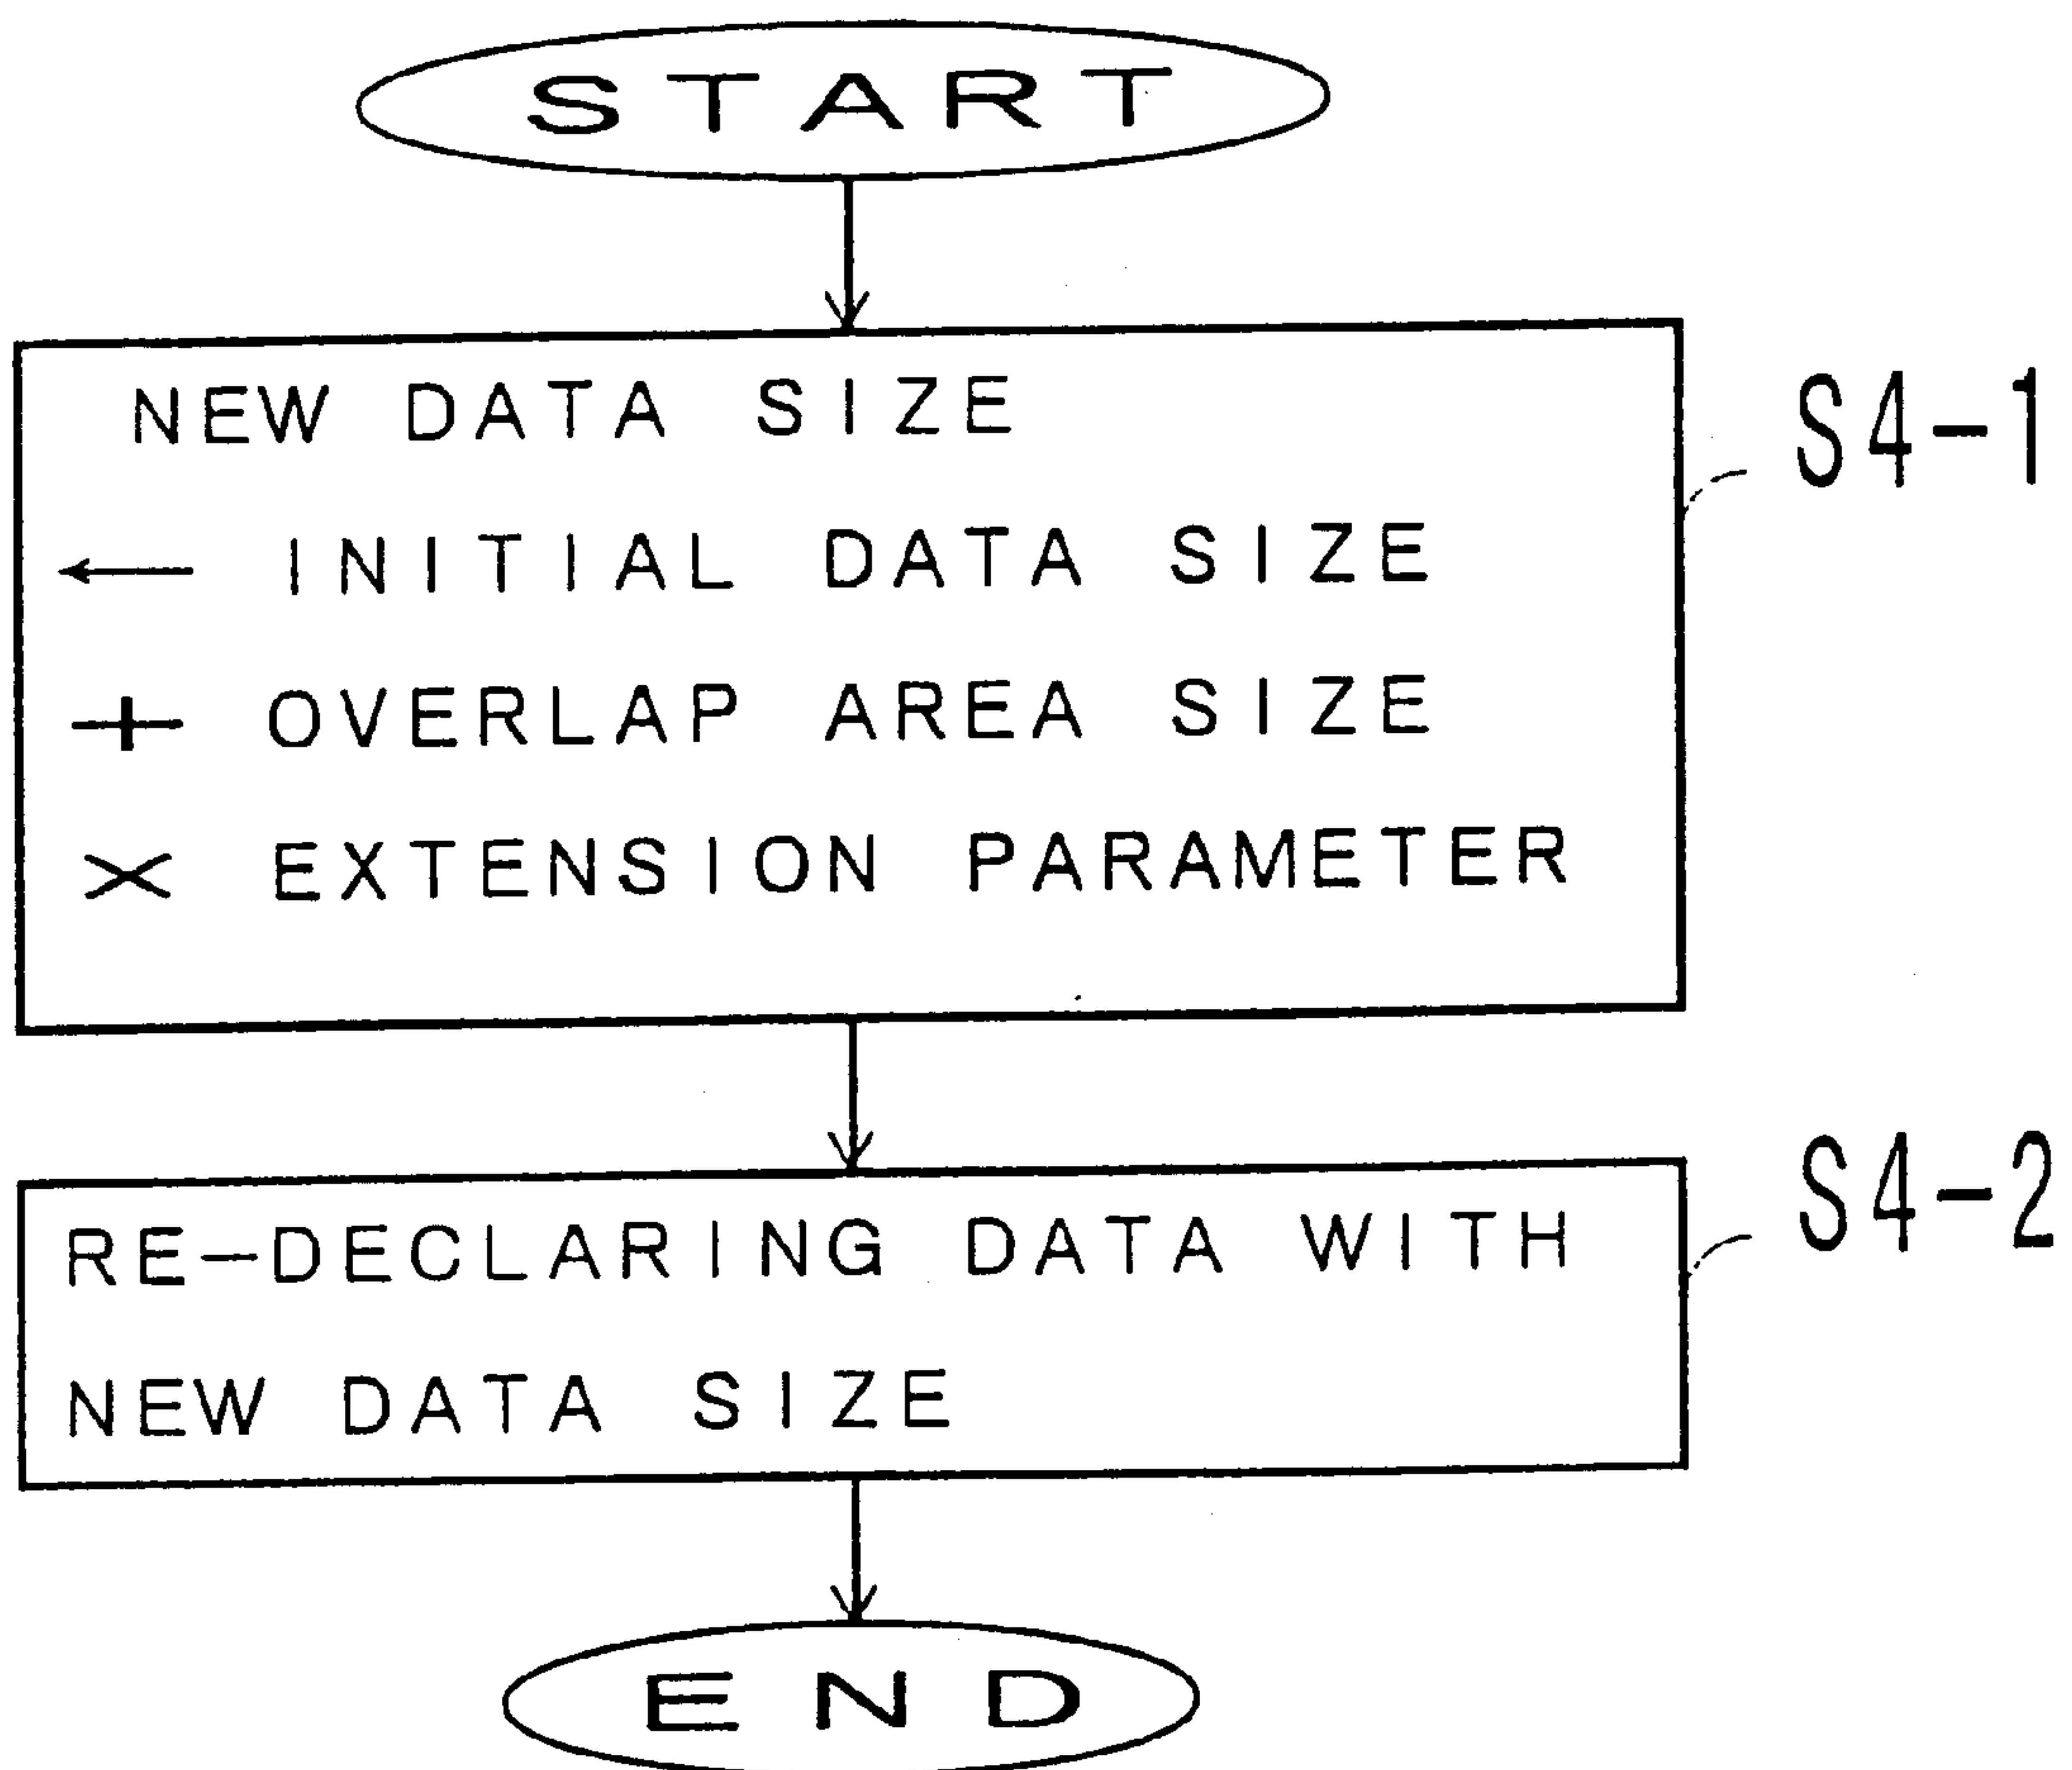 START
NEW DATA SIZE
S4-1
← INITIAL DATA SIZE
+ OVERLAP AREA SIZE
× EXTENSION PARAMETER
S4-2
RE-DECLARING DATA WITH
NEW DATA SIZE
END